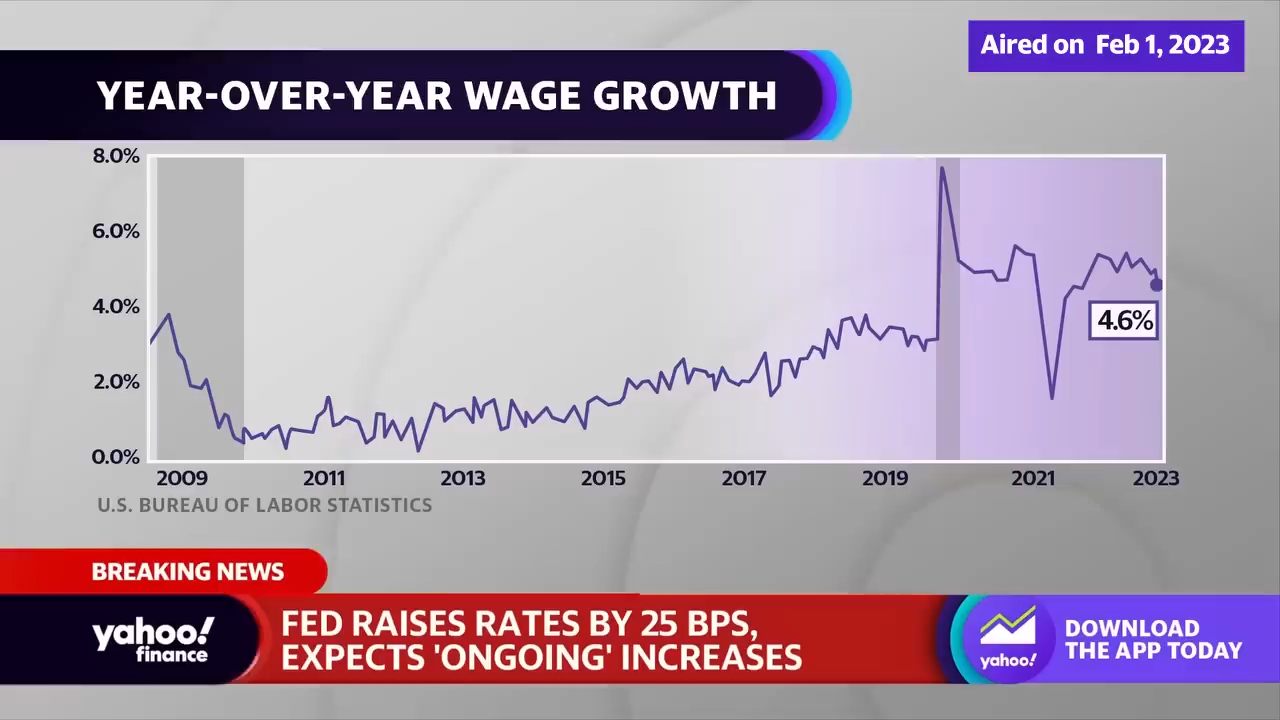 Aired on Feb 1, 2023
YEAR-OVER-YEAR WAGE GROWTH
8.0%
6.0%
4.0%
2.0%
0.0%
4.6%
2009 2011 2013 2015 2017 2019 2021 2023
U.S. BUREAU OF LABOR STATISTICS
BREAKING NEWS
yahoo!
finance
FED RAISES RATES BY 25 BPS,
EXPECTS 'ONGOING' INCREASES
yahoo!
DOWNLOAD
THE APP TODAY